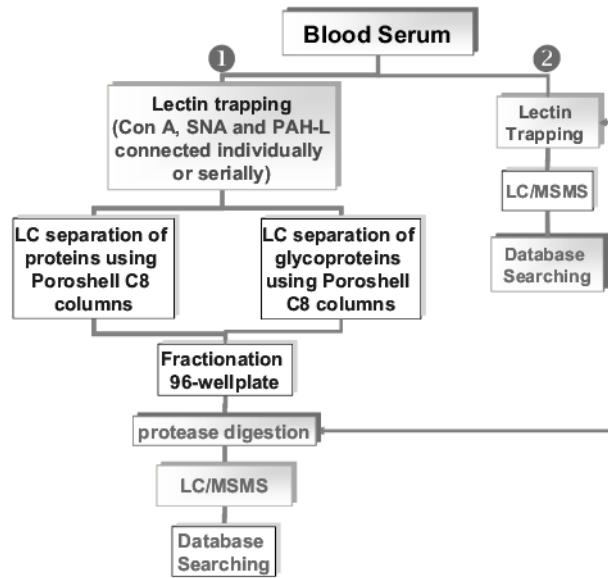 Blood Serum
1
2
Lectin trapping
(Con A, SNA and PAH-L
connected individually
or serially)
Lectin
Trapping
LC/MSMS
Database
Searching
LC separation of
proteins using
Poroshell C8
columns
LC separation of
glycoproteins
using Poroshell
C8 columns
Fractionation
96-wellplate
protease digestion
LC/MSMS
Database
Searching